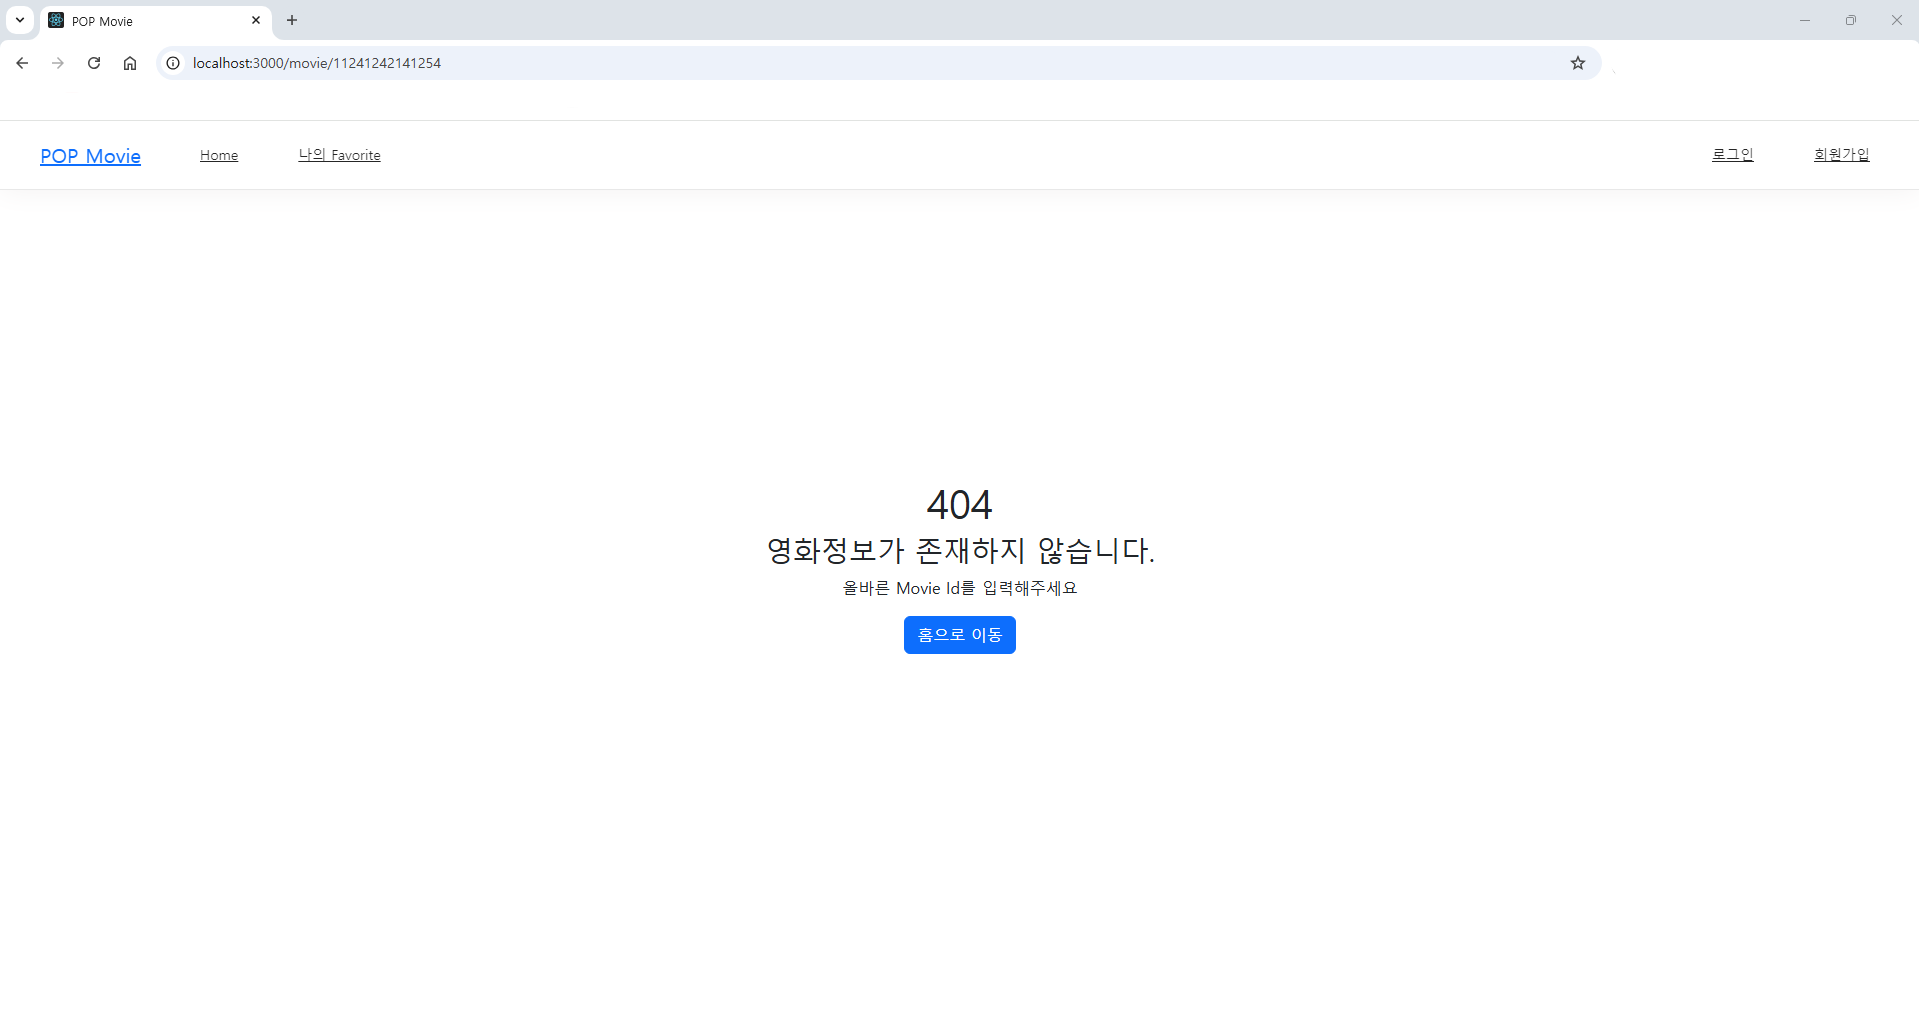 POP Movie
localhost:3000/movie/11241242141254
POP Movie Home 나의 Favorite 로그인 회원가입
404
영화정보가 존재하지 않습니다.
올바른 Movie Id를 입력해주세요
홈으로 이동